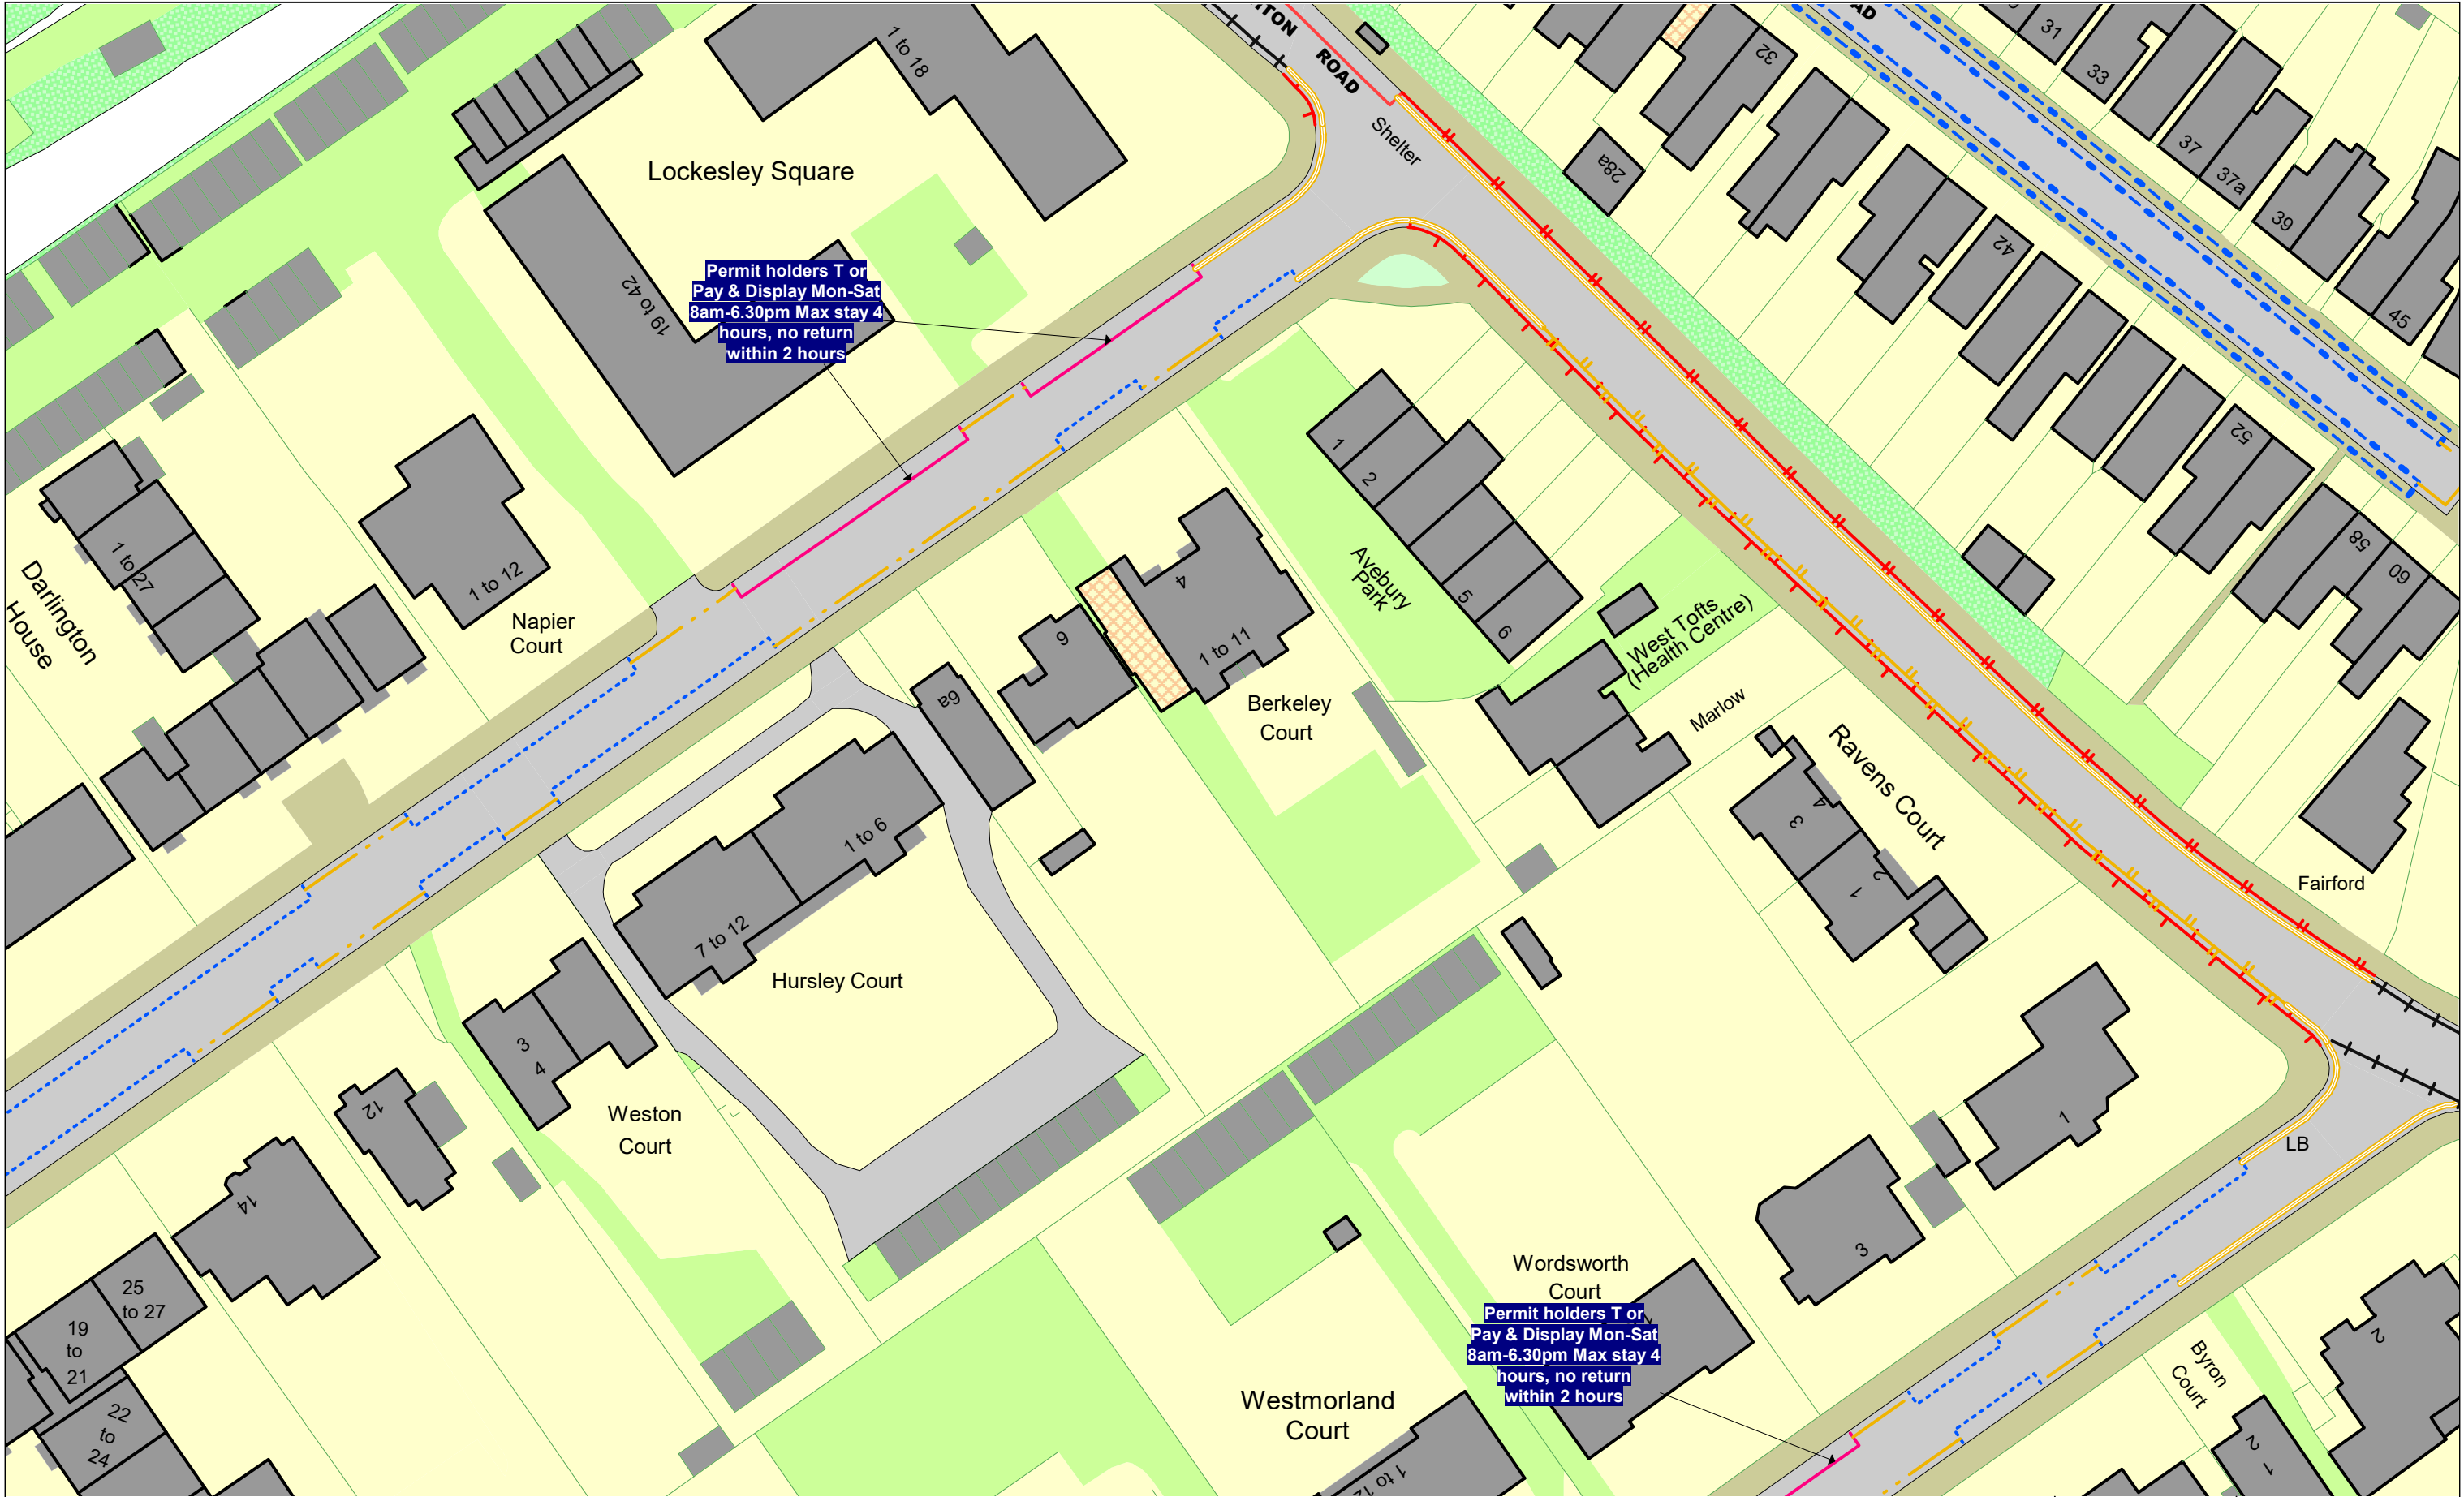 ROAD
Shelter
1 to 18
Lockesley Square
19 to 42
Permit holders T or
Pay & Display Mon-Sat
8am-6.30pm Max stay 4
hours, no return
within 2 hours
31
33
37
37a
39
45
32
28a
42
52
58
60
1
2
5
6
Avebury
Park
West Tofts
(Health Centre)
Marlow
Ravens Court
4
3
2
1
Fairford
Darlington
House
1 to 27
1 to 12
Napier
Court
4
1 to 11
6
6a
Berkeley
Court
1 to 6
7 to 12
Hursley Court
3
4
Weston
Court
12
14
25
to 27
19
to
21
22
to
24
1
3
LB
Wordsworth
Court
Permit holders T or
Pay & Display Mon-Sat
8am-6.30pm Max stay 4
hours, no return
within 2 hours
Westmorland
Court
1 to 12
Byron
Court
2
2
1